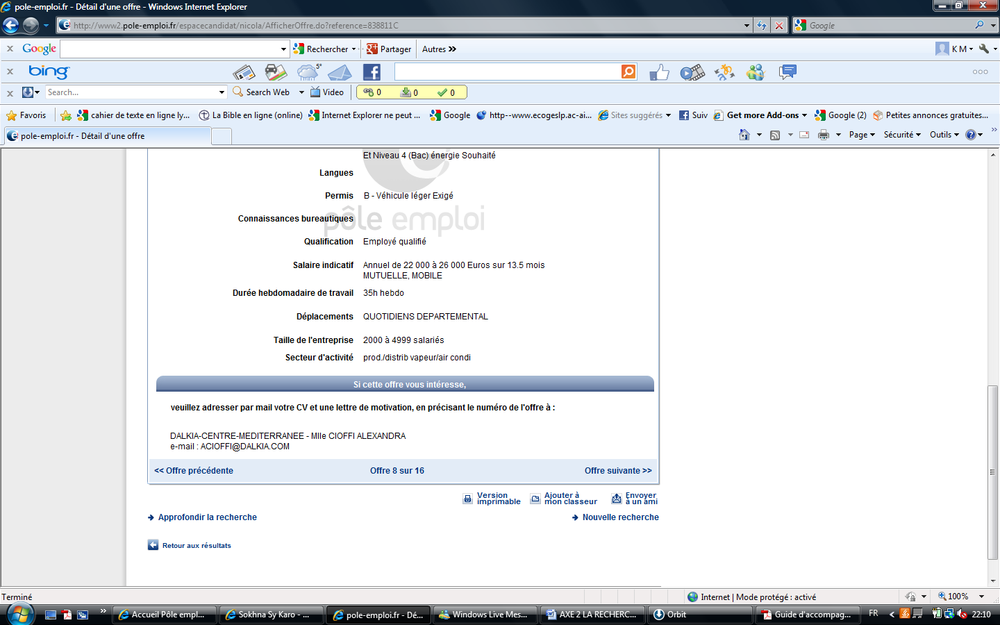 pole-emploi.fr - Détail d'une offre - Windows Internet Explorer
http://www2.pole-emploi.fr/espacecandidat/nicola/AfficherOffre.do?reference=838811C
Google
x Google Rechercher Partager Autres K M
x bing 5°
x Search... Search Web Video 0 0 0
Favoris cahier de texte en ligne ly... La Bible en ligne (online) Internet Explorer ne peut ... Google http--www.ecogeslp.ac-ai... Sites suggérés Suiv Get more Add-ons Google (2) Petites annonces gratuites...
pole-emploi.fr - Détail d'une offre Page Sécurité Outils
Et Niveau 4 (Bac) énergie Souhaité
Langues
Permis B - Véhicule léger Exigé
pôle emploi
Connaissances bureautiques
Qualification Employé qualifié
Salaire indicatif Annuel de 22 000 à 26 000 Euros sur 13.5 mois
MUTUELLE, MOBILE
Durée hebdomadaire de travail 35h hebdo
Déplacements QUOTIDIENS DEPARTEMENTAL
Taille de l'entreprise 2000 à 4999 salariés
Secteur d'activité prod./distrib vapeur/air condi
Si cette offre vous intéresse,
veuillez adresser par mail votre CV et une lettre de motivation, en précisant le numéro de l'offre à :
DALKIA-CENTRE-MEDITERRANEE - Mlle CIOFFI ALEXANDRA
e-mail : ACIOFFI@DALKIA.COM
<< Offre précédente Offre 8 sur 16 Offre suivante >>
Version imprimable Ajouter à mon classeur Envoyer à un ami
Approfondir la recherche Nouvelle recherche
Retour aux résultats
Terminé Internet | Mode protégé : activé 100%
Accueil Pôle empl... Sokhna Sy Karo - ... pole-emploi.fr - Dé... Windows Live Mes... AXE 2 LA RECHERC... Orbit Guide d'accompag... FR 22:10